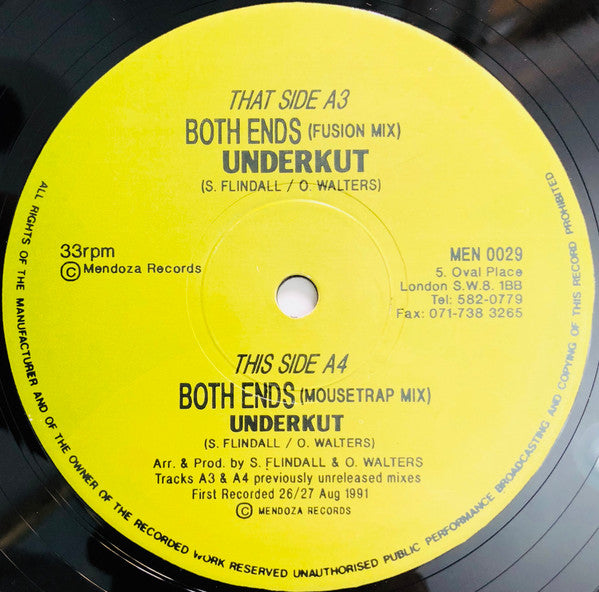 THAT SIDE A3
BOTH ENDS (FUSION MIX)
UNDERKUT
(S. FLINDALL / O. WALTERS)
33rpm
© Mendoza Records
MEN 0029
5. Oval Place
London S.W.8. 1BB
Tel: 582-0779
Fax: 071-738 3265
THIS SIDE A4
BOTH ENDS (MOUSETRAP MIX)
UNDERKUT
(S. FLINDALL / O. WALTERS)
Arr. & Prod. by S. FLINDALL & O. WALTERS
Tracks A3 & A4 previously unreleased mixes
First Recorded 26/27 Aug 1991
© MENDOZA RECORDS
ALL RIGHTS OF THE MANUFACTURER AND OF THE OWNER OF THE RECORDED WORK RESERVED UNAUTHORISED PUBLIC PERFORMANCE BROADCASTING AND COPYING OF THIS RECORD PROHIBITED